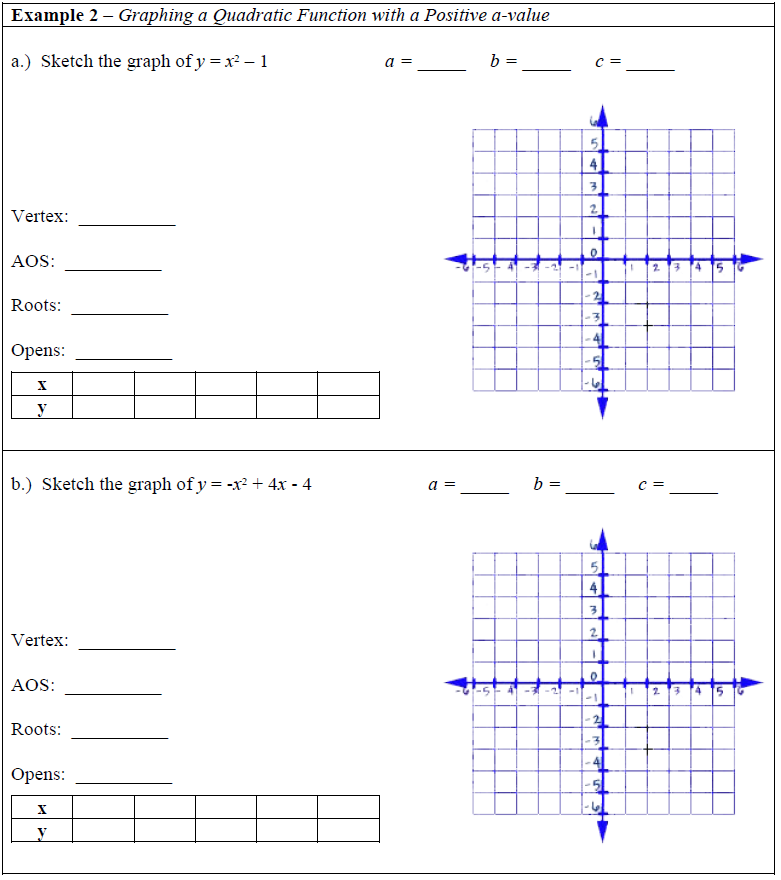 Example 2 – Graphing a Quadratic Function with a Positive a-value
a.) Sketch the graph of y = x² – 1 a = _____ b = _____ c = _____
6
5
4
3
2
1
0
-6 -5 -4 -3 -2 -1 1 2 3 4 5 6
-1
-2
-3
-4
-5
-6
Vertex: __________
AOS: __________
Roots: __________
Opens: __________
x
y
b.) Sketch the graph of y = -x² + 4x - 4 a = _____ b = _____ c = _____
6
5
4
3
2
1
0
-6 -5 -4 -3 -2 -1 1 2 3 4 5 6
-1
-2
-3
-4
-5
-6
Vertex: __________
AOS: __________
Roots: __________
Opens: __________
x
y